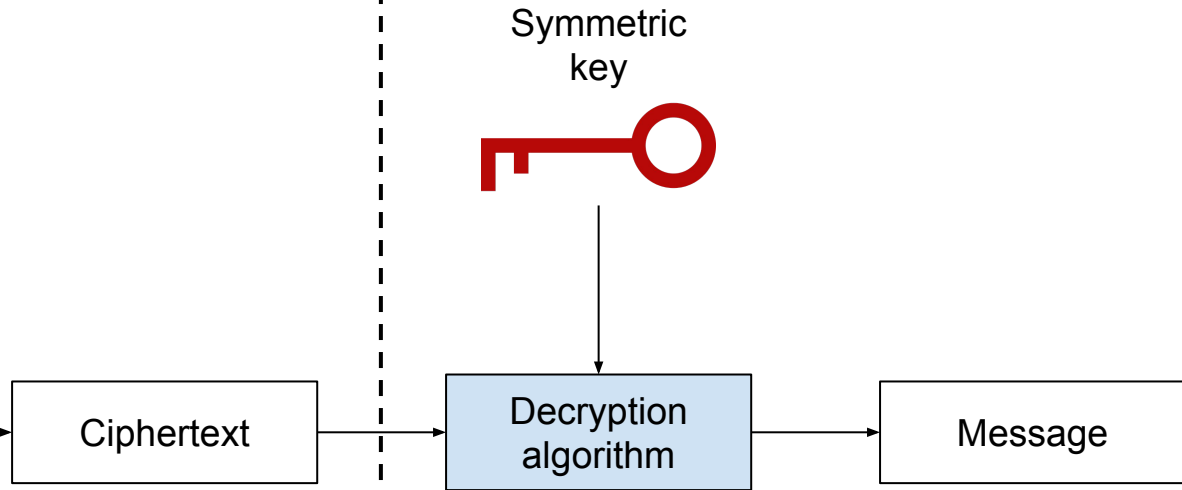 Symmetric
key
Ciphertext
Decryption
algorithm
Message